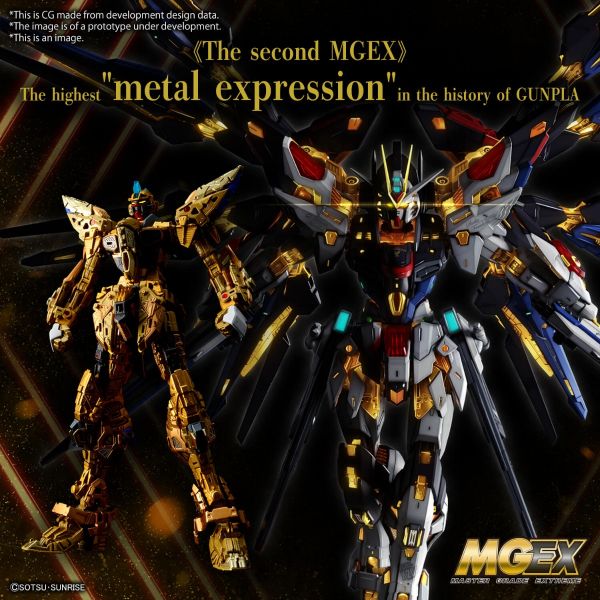 *This is CG made from development design data.
*The image is of a prototype under development.
*This is an image.
《The second MGEX》
The highest "metal expression" in the history of GUNPLA
MGEX
MASTER GRADE EXTREME
©SOTSU・SUNRISE